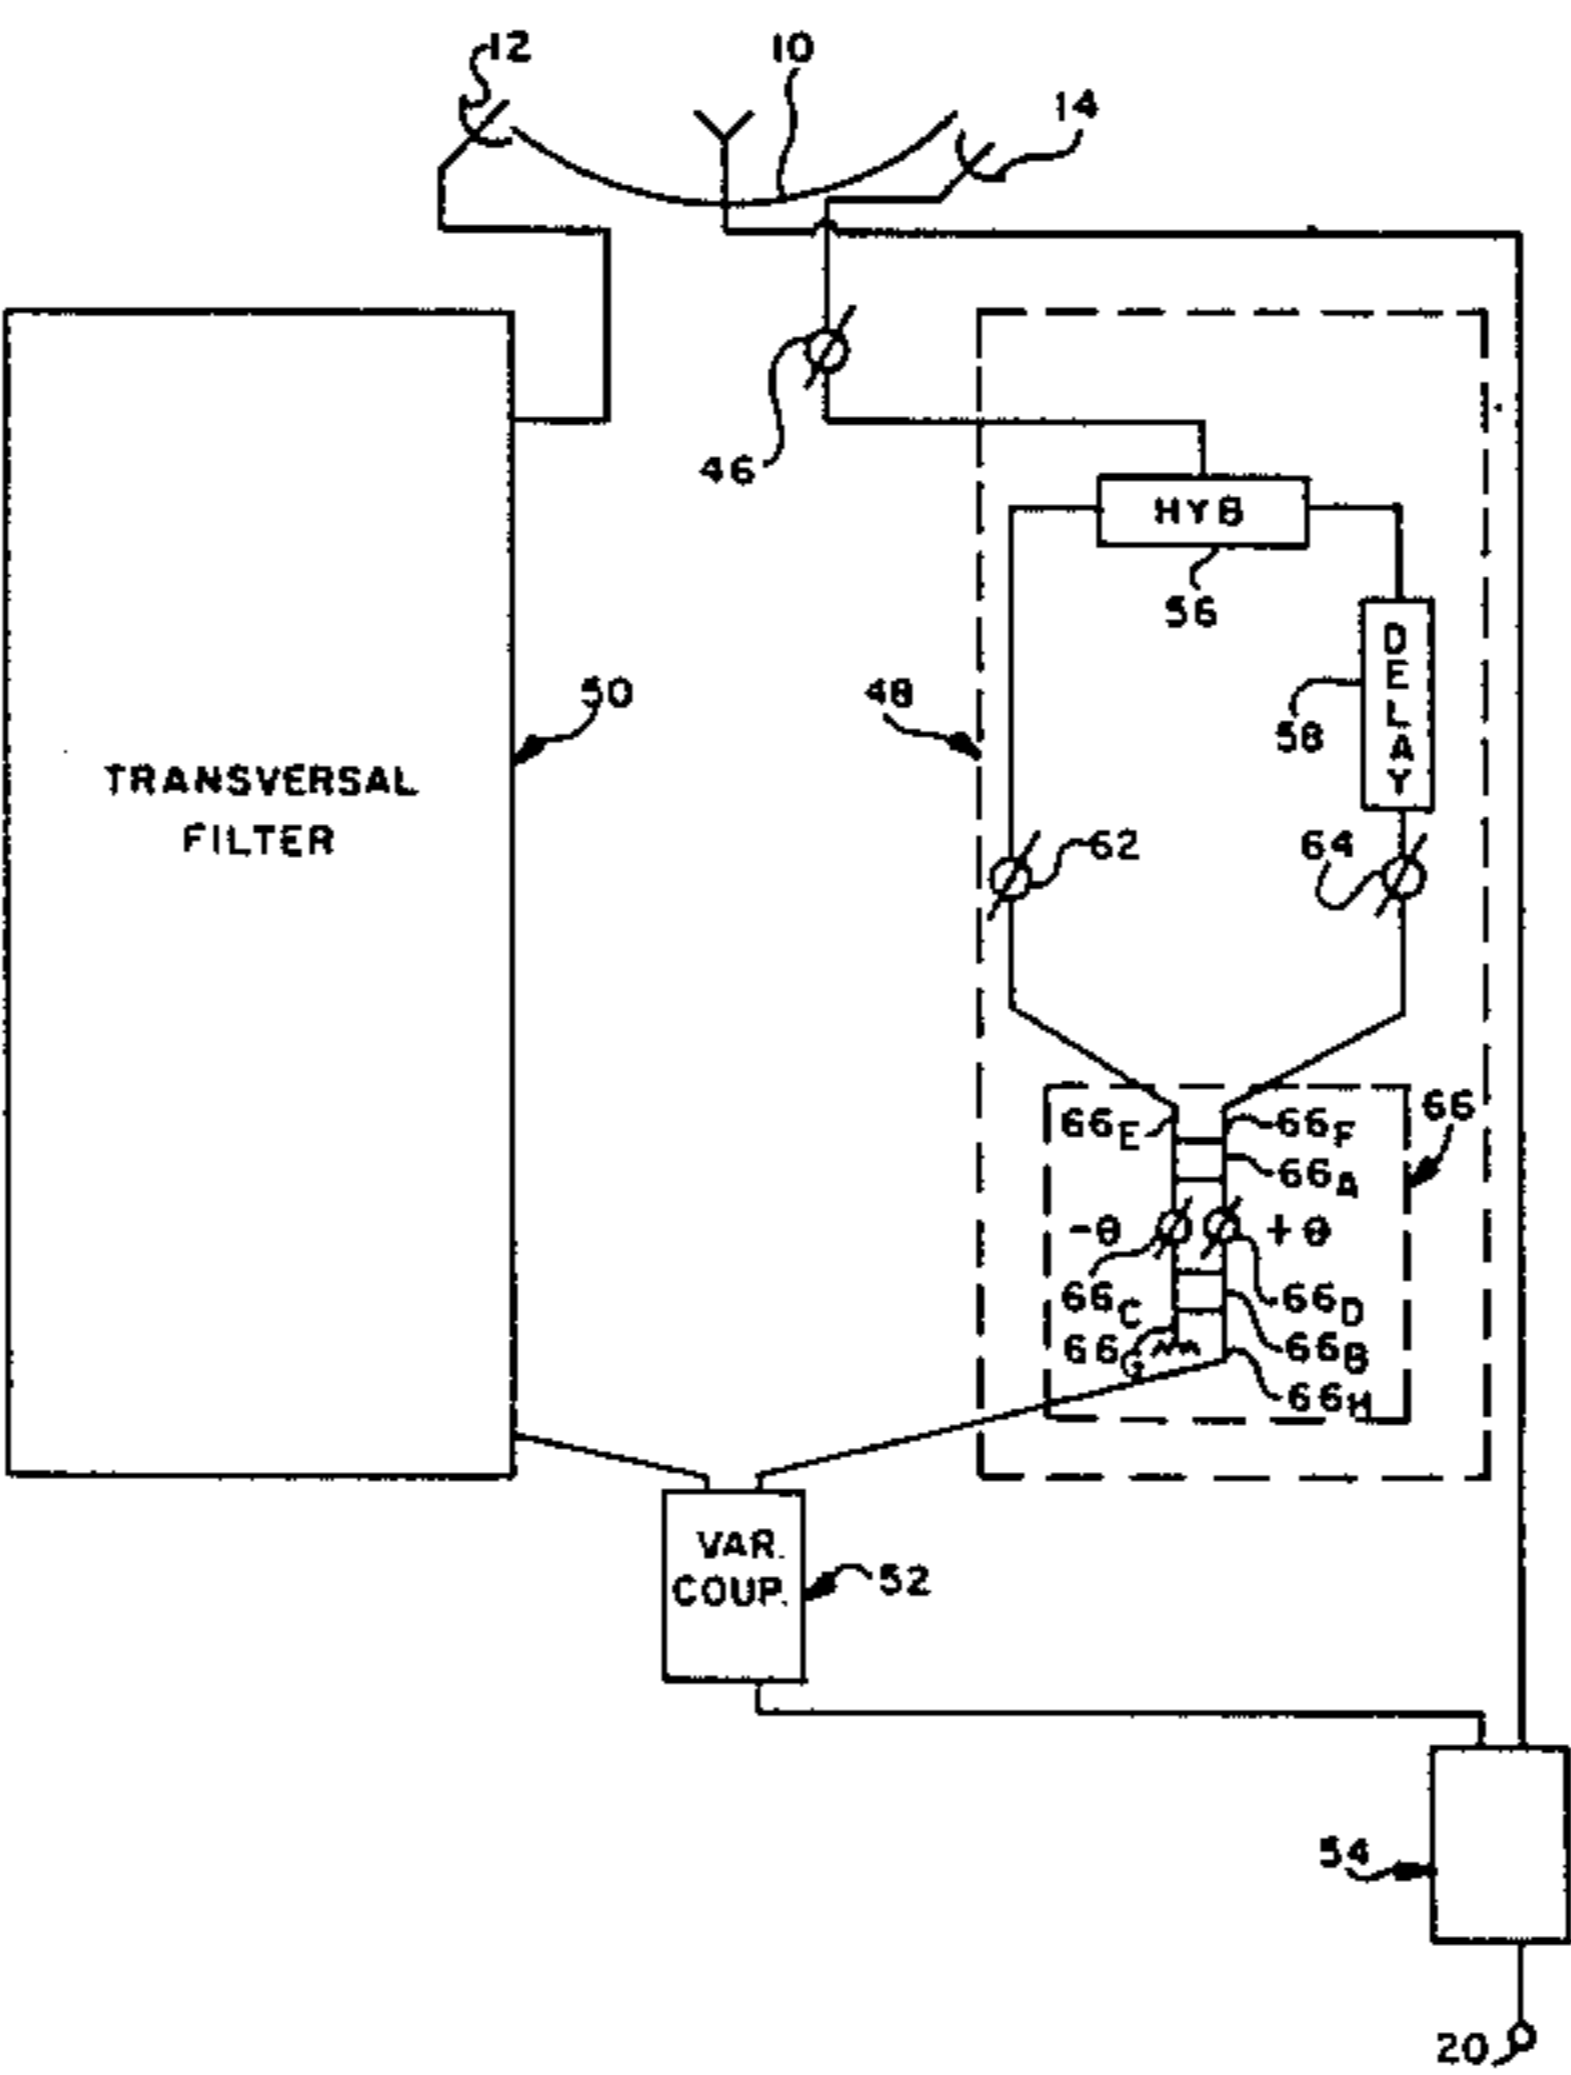 12
10
14
46
HYB
56
50
48
DELAY
58
TRANSVERSAL
FILTER
62
64
66
66E
66F
66A
-θ
+θ
66C
66D
66G
66B
66H
VAR.
COUP.
52
54
20